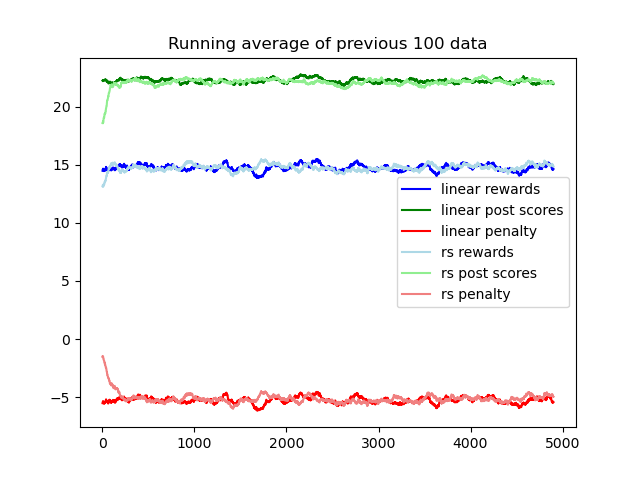 Running average of previous 100 data
20
15
10
5
0
−5
linear rewards
linear post scores
linear penalty
rs rewards
rs post scores
rs penalty
0
1000
2000
3000
4000
5000